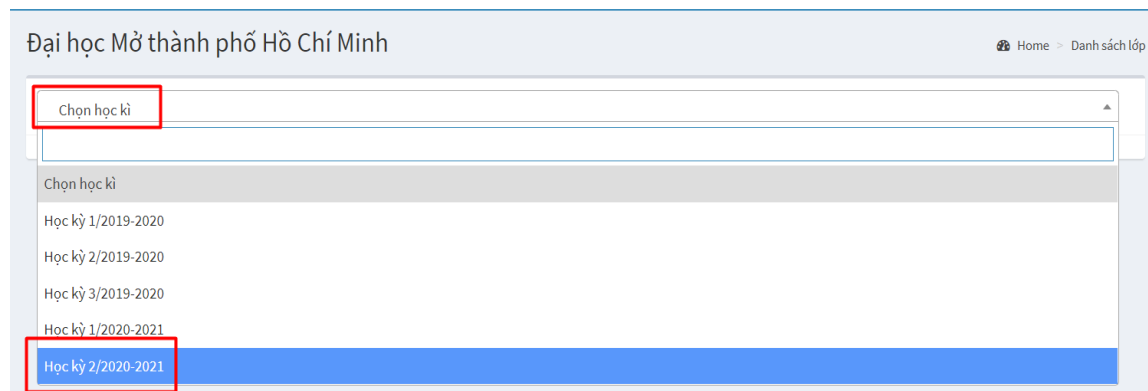 Đại học Mở thành phố Hồ Chí Minh
Home > Danh sách lớp
Chọn học kì
Chọn học kì
Học kỳ 1/2019-2020
Học kỳ 2/2019-2020
Học kỳ 3/2019-2020
Học kỳ 1/2020-2021
Học kỳ 2/2020-2021